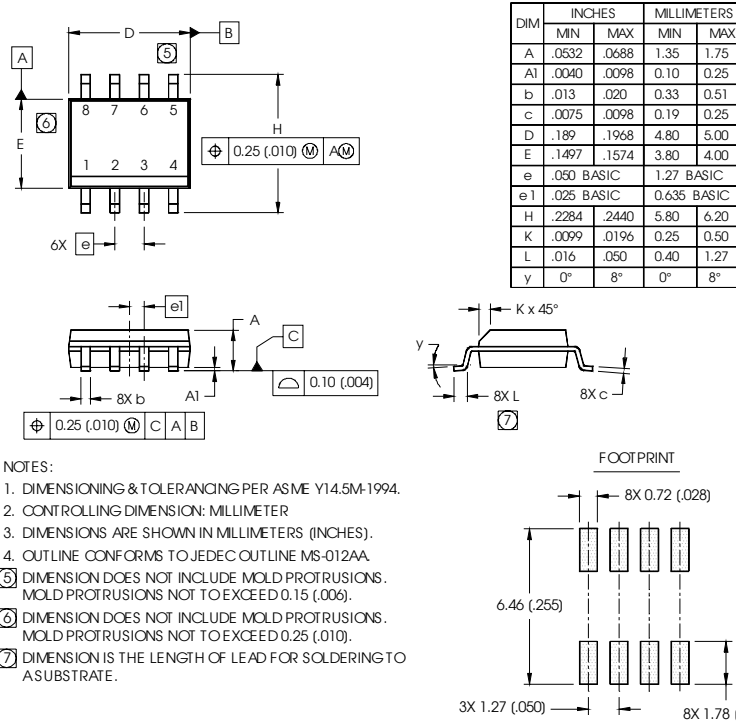 D
B
5
A
8 7 6 5
6
E
H
⌖ 0.25 (.010) Ⓜ AⓂ
1 2 3 4
6X e
DIM INCHES MILLIMETERS
MIN MAX MIN MAX
A .0532 .0688 1.35 1.75
A1 .0040 .0098 0.10 0.25
b .013 .020 0.33 0.51
c .0075 .0098 0.19 0.25
D .189 .1968 4.80 5.00
E .1497 .1574 3.80 4.00
e .050 BASIC 1.27 BASIC
e1 .025 BASIC 0.635 BASIC
H .2284 .2440 5.80 6.20
K .0099 .0196 0.25 0.50
L .016 .050 0.40 1.27
y 0° 8° 0° 8°
e1
A
C
8X b
A1
⌓ 0.10 (.004)
⌖ 0.25 (.010) Ⓜ C A B
K x 45°
y
8X L
8X c
7
NOTES:
1. DIMENSIONING & TOLERANCING PER ASME Y14.5M-1994.
2. CONTROLLING DIMENSION: MILLIMETER
3. DIMENSIONS ARE SHOWN IN MILLIMETERS (INCHES).
4. OUTLINE CONFORMS TO JEDEC OUTLINE MS-012AA.
5 DIMENSION DOES NOT INCLUDE MOLD PROTRUSIONS.
MOLD PROTRUSIONS NOT TO EXCEED 0.15 (.006).
6 DIMENSION DOES NOT INCLUDE MOLD PROTRUSIONS.
MOLD PROTRUSIONS NOT TO EXCEED 0.25 (.010).
7 DIMENSION IS THE LENGTH OF LEAD FOR SOLDERING TO
A SUBSTRATE.
FOOTPRINT
8X 0.72 (.028)
6.46 (.255)
3X 1.27 (.050)
8X 1.78